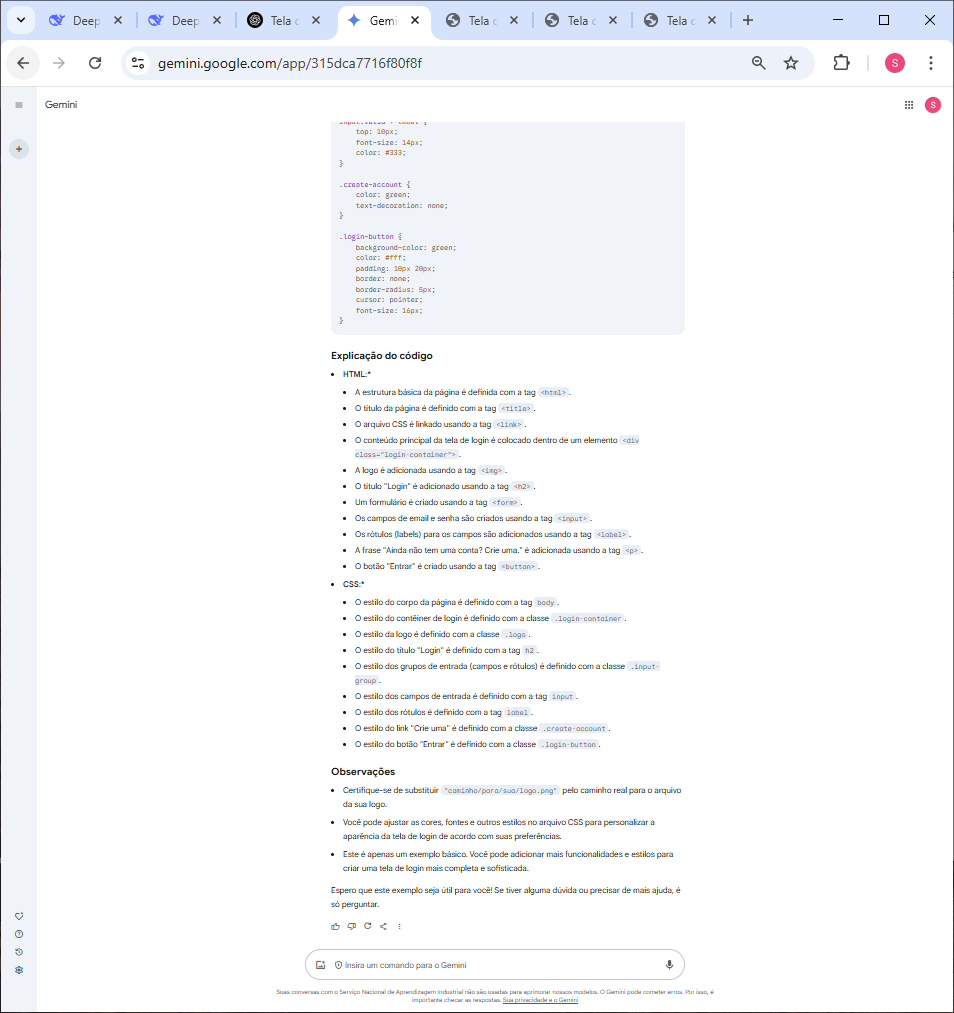 Deep
Deep
Tela c
Gemi
Tela c
Tela c
Tela c
gemini.google.com/app/315dca7716f80f8f
S
Gemini
S
input:valid + label {
top: 10px;
font-size: 14px;
color: #333;
}
.create-account {
color: green;
text-decoration: none;
}
.login-button {
background-color: green;
color: #fff;
padding: 10px 20px;
border: none;
border-radius: 5px;
cursor: pointer;
font-size: 16px;
}
Explicação do código
HTML:*
A estrutura básica da página é definida com a tag <html>.
O título da página é definido com a tag <title>.
O arquivo CSS é linkado usando a tag <link>.
O conteúdo principal da tela de login é colocado dentro de um elemento <div
class="login-container">.
A logo é adicionada usando a tag <img>.
O título "Login" é adicionado usando a tag <h2>.
Um formulário é criado usando a tag <form>.
Os campos de email e senha são criados usando a tag <input>.
Os rótulos (labels) para os campos são adicionados usando a tag <label>.
A frase "Ainda não tem uma conta? Crie uma." é adicionada usando a tag <p>.
O botão "Entrar" é criado usando a tag <button>.
CSS:*
O estilo do corpo da página é definido com a tag body.
O estilo do contêiner de login é definido com a classe .login-container.
O estilo da logo é definido com a classe .logo.
O estilo do título "Login" é definido com a tag h2.
O estilo dos grupos de entrada (campos e rótulos) é definido com a classe .input-
group.
O estilo dos campos de entrada é definido com a tag input.
O estilo dos rótulos é definido com a tag label.
O estilo do link "Crie uma" é definido com a classe .create-account.
O estilo do botão "Entrar" é definido com a classe .login-button.
Observações
Certifique-se de substituir "caminho/para/sua/logo.png" pelo caminho real para o arquivo
da sua logo.
Você pode ajustar as cores, fontes e outros estilos no arquivo CSS para personalizar a
aparência da tela de login de acordo com suas preferências.
Este é apenas um exemplo básico. Você pode adicionar mais funcionalidades e estilos para
criar uma tela de login mais completa e sofisticada.
Espero que este exemplo seja útil para você! Se tiver alguma dúvida ou precisar de mais ajuda, é
só perguntar.
Insira um comando para o Gemini
Suas conversas com o Serviço Nacional de Aprendizagem Industrial não são usadas para aprimorar nossos modelos. O Gemini pode cometer erros. Por isso, é
importante checar as respostas. Sua privacidade e o Gemini